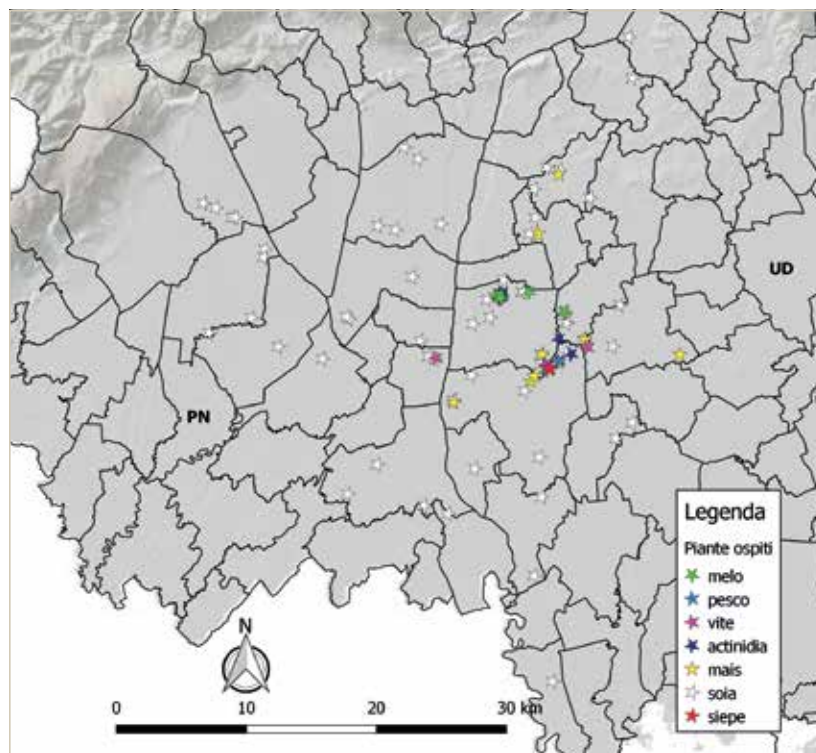 UD
PN
Legenda
Piante ospiti
melo
pesco
vite
actinidia
mais
soia
siepe
N
0 10 20 30 km